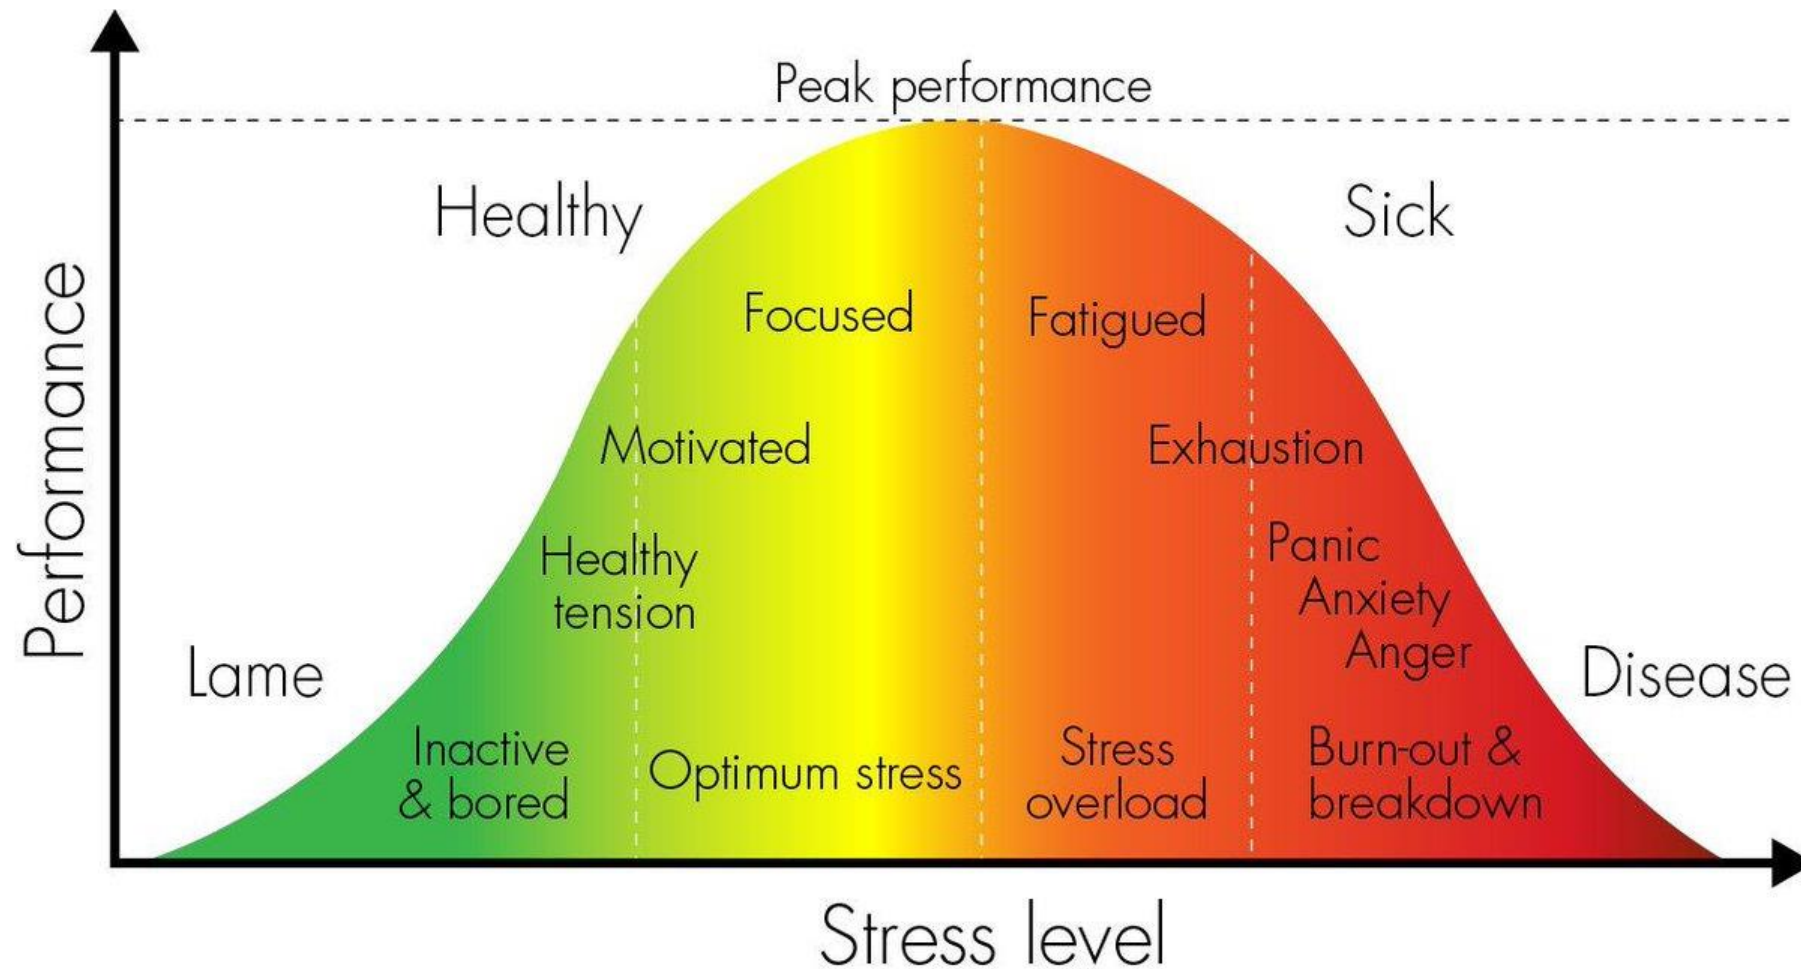 Peak performance
Healthy
Sick
Focused
Fatigued
Motivated
Exhaustion
Healthy
tension
Panic
Anxiety
Anger
Lame
Disease
Inactive
& bored
Optimum stress
Stress
overload
Burn-out &
breakdown
Performance
Stress level